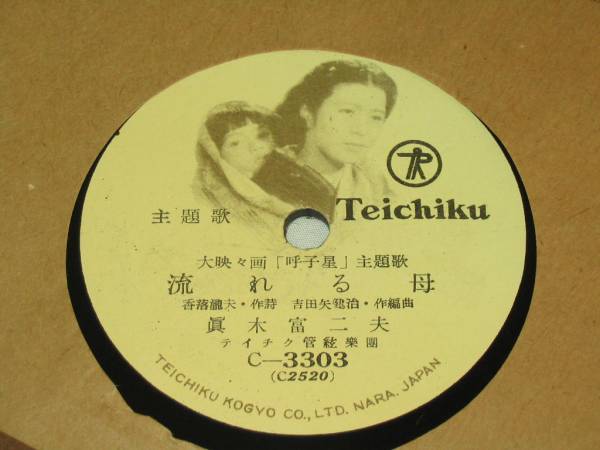 主題歌
Teichiku
大映々画「呼子星」主題歌
流れる母
香落瀧夫・作詩 吉田矢健治・作編曲
眞木富二夫
テイチク管絃樂團
C—3303
(C2520)
TEICHIKU KOGYO CO., LTD. NARA. JAPAN